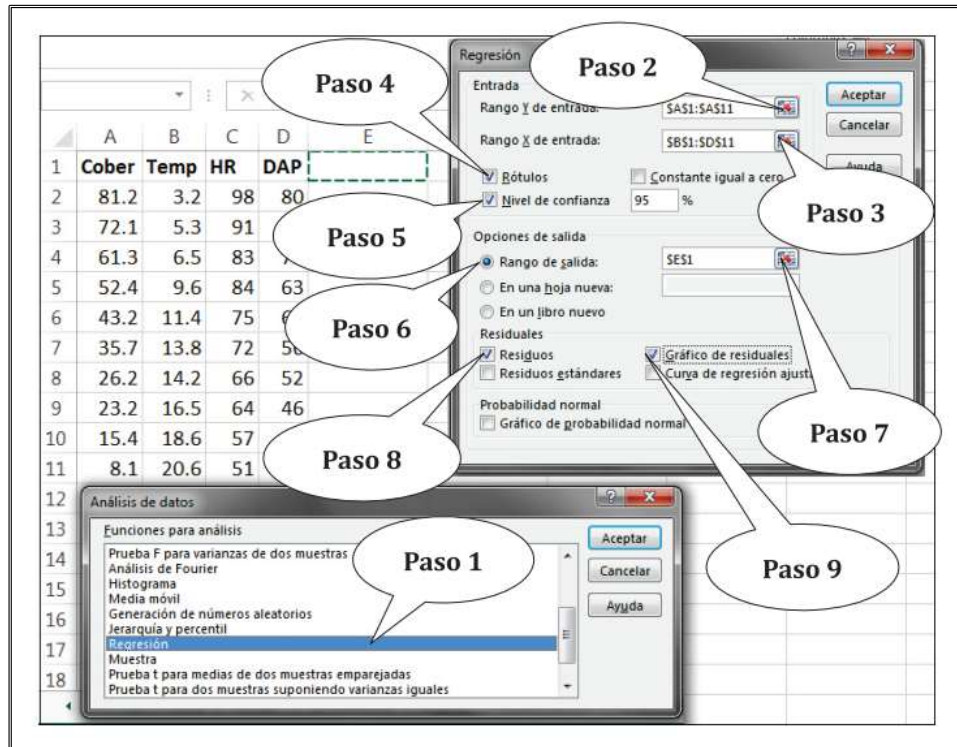 Regresión
Paso 4
Paso 2
Entrada
Rango Y de entrada:
$A$1:$A$11
Aceptar
Rango X de entrada:
$B$1:$D$11
Cancelar
Ayuda
Rótulos
Constante igual a cero
Nivel de confianza
95
%
Paso 3
Paso 5
Opciones de salida
Rango de salida:
$E$1
En una hoja nueva:
En un libro nuevo
Paso 6
Residuales
Residuos
Gráfico de residuales
Residuos estándares
Curva de regresión
Probabilidad normal
Gráfico de probabilidad normal
Paso 7
Paso 8
A B C D E
1 Cober Temp HR DAP
2 81.2 3.2 98 80
3 72.1 5.3 91
4 61.3 6.5 83
5 52.4 9.6 84 63
6 43.2 11.4 75
7 35.7 13.8 72
8 26.2 14.2 66 52
9 23.2 16.5 64 46
10 15.4 18.6 57
11 8.1 20.6 51
12
13
14
15
16
17
18
Análisis de datos
Funciones para análisis
Aceptar
Cancelar
Ayuda
Prueba F para varianzas de dos muestras
Análisis de Fourier
Histograma
Media móvil
Generación de números aleatorios
Jerarquía y percentil
Regresión
Muestra
Prueba t para medias de dos muestras emparejadas
Prueba t para dos muestras suponiendo varianzas iguales
Paso 1
Paso 9